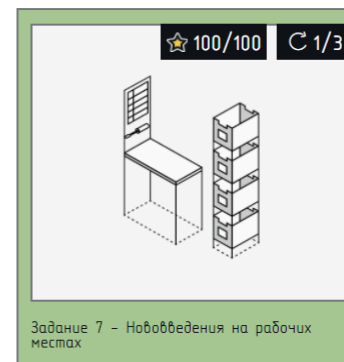 100/100 1/3
Задание 7 - Нововведения на рабочих
местах